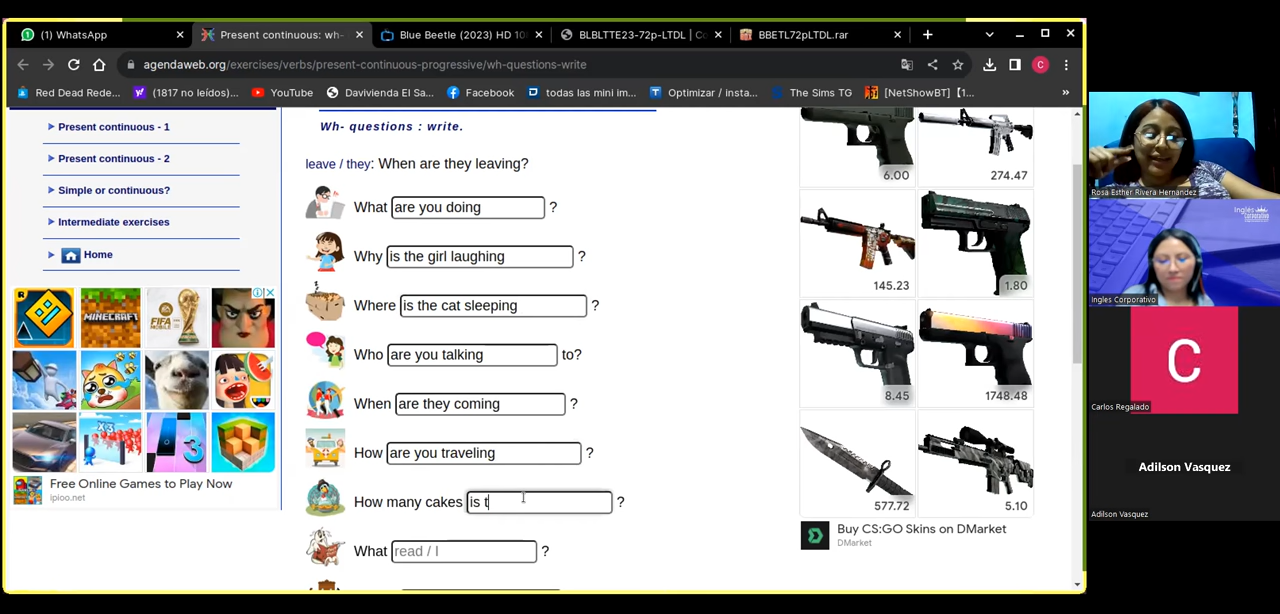 (1) WhatsApp
Present continuous: wh-
Blue Beetle (2023) HD 10
BLBLTTE23-72p-LTDL | Co
BBETL72pLTDL.rar
agendaweb.org/exercises/verbs/present-continuous-progressive/wh-questions-write
C
Red Dead Rede...
(1817 no leídos)...
YouTube
Davivienda El Sa...
Facebook
todas las mini im...
Optimizar / insta...
The Sims TG
[NetShowBT]【1...
»
Present continuous - 1
Present continuous - 2
Simple or continuous?
Intermediate exercises
Home
MINECRAFT
FIFA
MOBILE
Free Online Games to Play Now
ipioo.net
Wh- questions : write.
leave / they: When are they leaving?
What are you doing ?
Why is the girl laughing ?
Where is the cat sleeping ?
Who are you talking to?
When are they coming ?
How are you traveling ?
How many cakes is t ?
What read / I ?
6.00
274.47
145.23
1.80
8.45
1748.48
577.72
5.10
Buy CS:GO Skins on DMarket
DMarket
Rosa Esther Rivera Hernandez
Inglés
Corporativo
Ingles Corporativo
C
Carlos Regalado
Adilson Vasquez
Adilson Vasquez